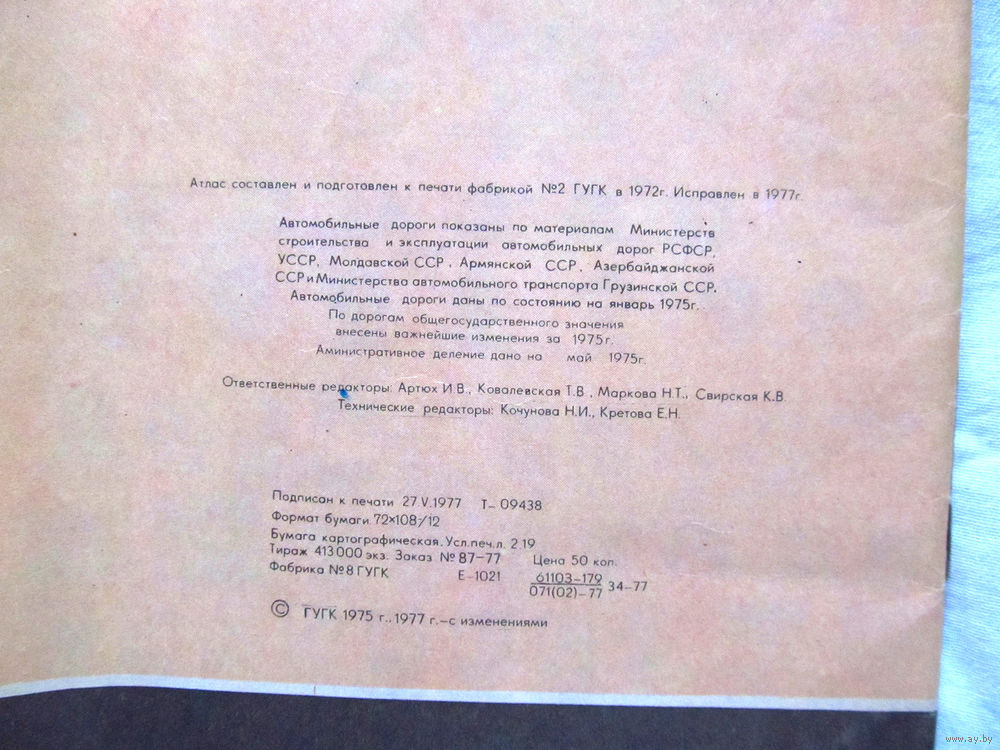 Атлас составлен и подготовлен к печати фабрикой №2 ГУГК в 1972г. Исправлен в 1977г.
Автомобильные дороги показаны по материалам Министерств
строительства и эксплуатации автомобильных дорог РСФСР,
УССР, Молдавской ССР, Армянской ССР, Азербайджанской
ССР и Министерства автомобильного транспорта Грузинской ССР.
Автомобильные дороги даны по состоянию на январь 1975г..
По дорогам общегосударственного значения
внесены важнейшие изменения за 1975г.
Аминистративное деление дано на май 1975г.
Ответственные редакторы: Артюх И.В., Ковалевская Т.В., Маркова Н.Т., Свирская К.В.
Технические редакторы: Кочунова Н.И., Кретова Е.Н.
Подписан к печати 27.V.1977 Т-09438
Формат бумаги 72×108/12
Бумага картографическая. Усл.печ.л. 2.19
Тираж 413000 экз. Заказ № 87-77 Цена 50 коп.
Фабрика №8 ГУГК Е-1021 61103-179 34-77
071(02)-77
© ГУГК 1975 г., 1977 г.-с изменениями
www.ay.by